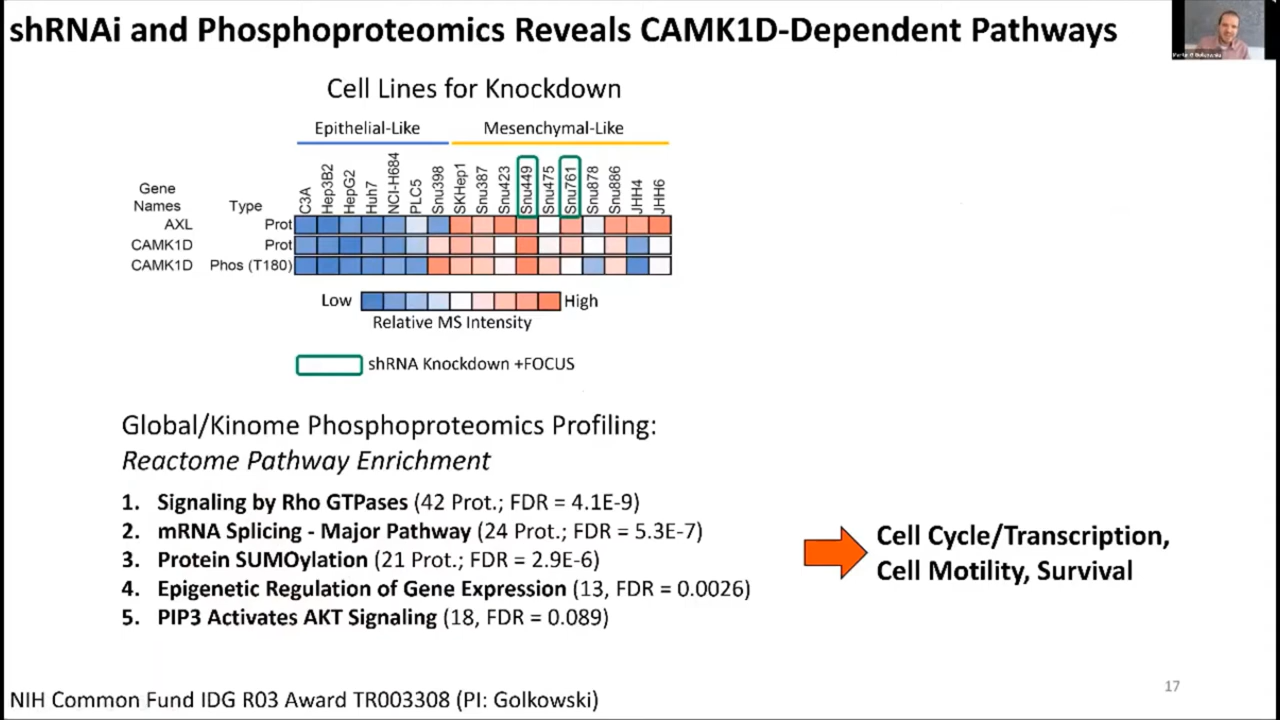 shRNAi and Phosphoproteomics Reveals CAMK1D-Dependent Pathways
Cell Lines for Knockdown
Epithelial-Like Mesenchymal-Like
Gene Names Type C3A Hep3B2 HepG2 Huh7 NCI-H684 PLC5 Snu398 SKHep1 Snu387 Snu423 Snu449 Snu475 Snu761 Snu878 Snu886 JHH4 JHH6
AXL Prot
CAMK1D Prot
CAMK1D Phos (T180)
Low High
Relative MS Intensity
shRNA Knockdown +FOCUS
Global/Kinome Phosphoproteomics Profiling:
Reactome Pathway Enrichment
1. Signaling by Rho GTPases (42 Prot.; FDR = 4.1E-9)
2. mRNA Splicing - Major Pathway (24 Prot.; FDR = 5.3E-7)
3. Protein SUMOylation (21 Prot.; FDR = 2.9E-6)
4. Epigenetic Regulation of Gene Expression (13, FDR = 0.0026)
5. PIP3 Activates AKT Signaling (18, FDR = 0.089)
Cell Cycle/Transcription,
Cell Motility, Survival
NIH Common Fund IDG R03 Award TR003308 (PI: Golkowski)
17